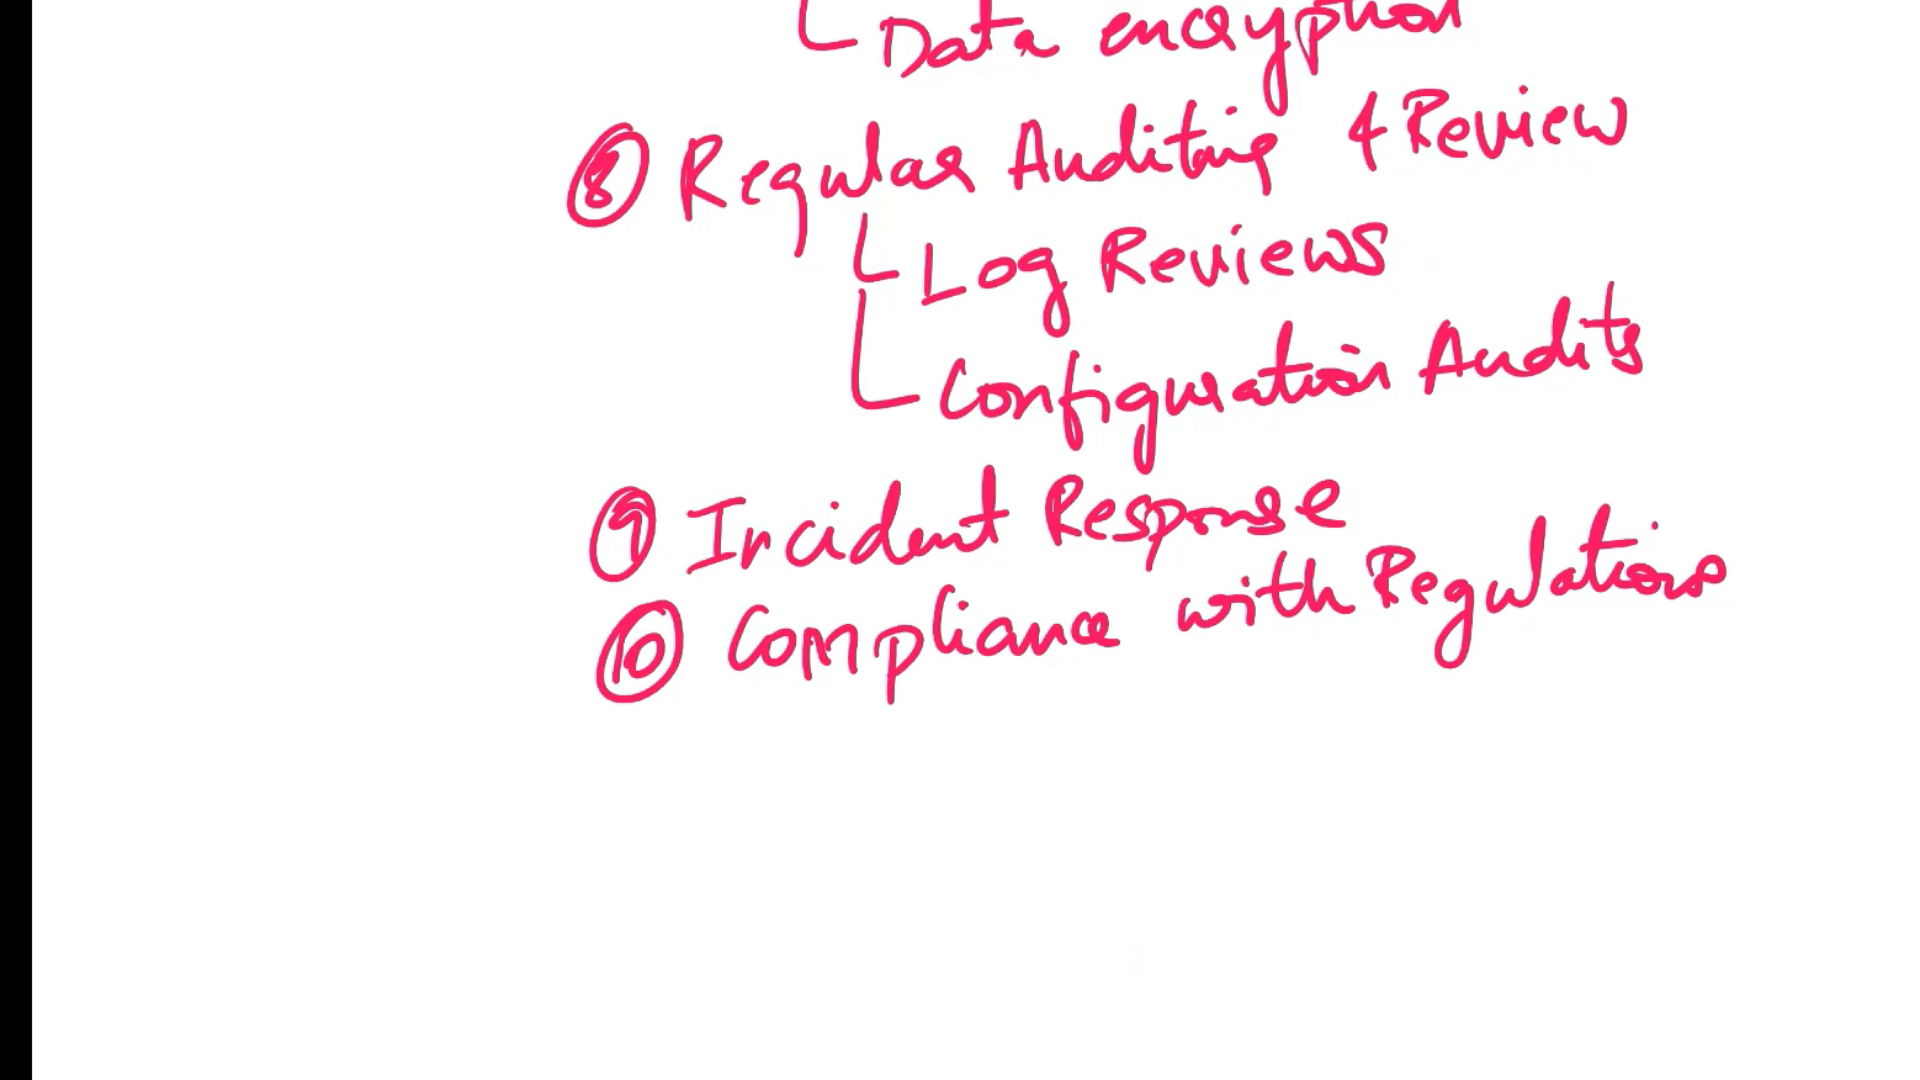 Data encryption
⑧ Regular Auditing & Review
Log Reviews
Configuration Audits
⑨ Incident Response
⑩ Compliance with Regulations